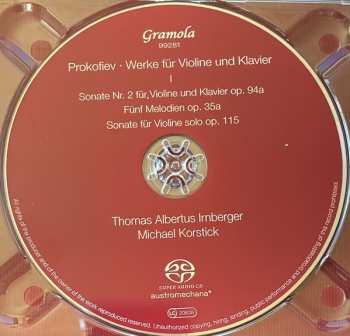 Gramola
99281
Prokofiev · Werke für Violine und Klavier
I
Sonate Nr. 2 für Violine und Klavier op. 94a
Fünf Melodien op. 35a
Sonate für Violine solo op. 115
Thomas Albertus Irnberger
Michael Korstick
SUPER AUDIO CD
austromechana®
All rights of the producer and of the owner of the work reproduced reserved. Unauthorized copying, hiring, lending, public performance and broadcasting of this record prohibited.